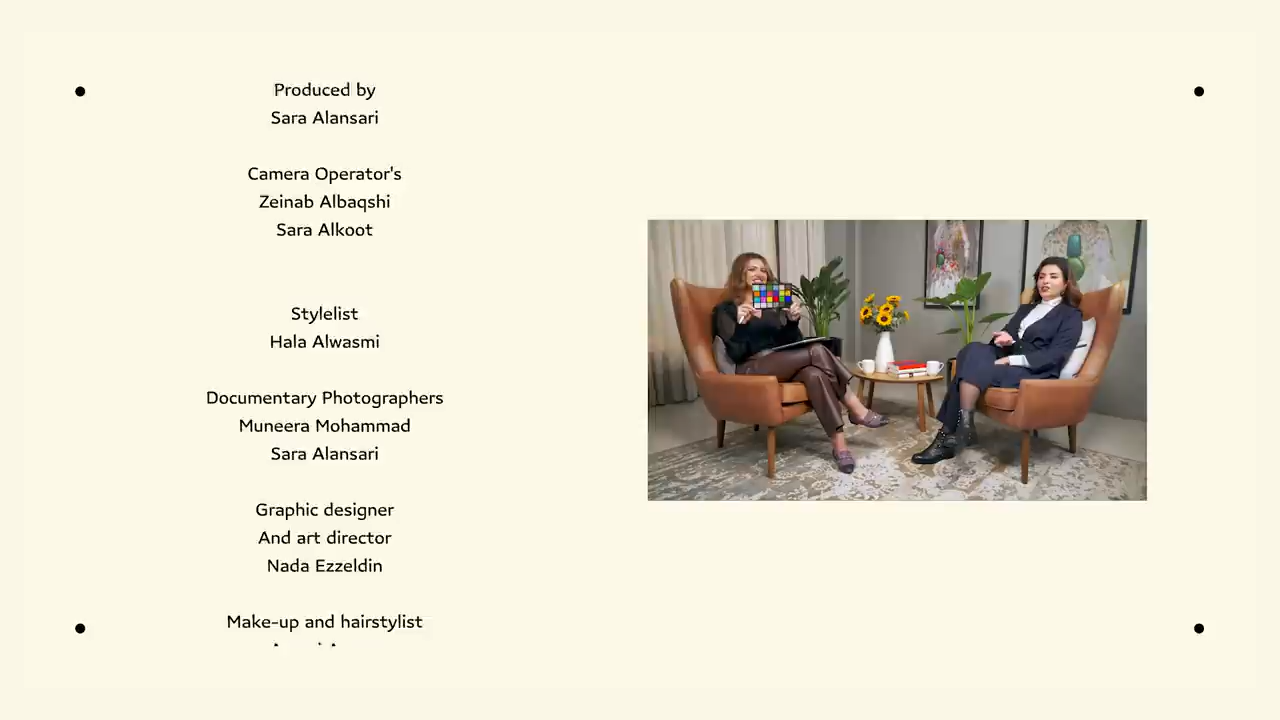 Produced by
Sara Alansari
Camera Operator's
Zeinab Albaqshi
Sara Alkoot
Stylelist
Hala Alwasmi
Documentary Photographers
Muneera Mohammad
Sara Alansari
Graphic designer
And art director
Nada Ezzeldin
Make-up and hairstylist